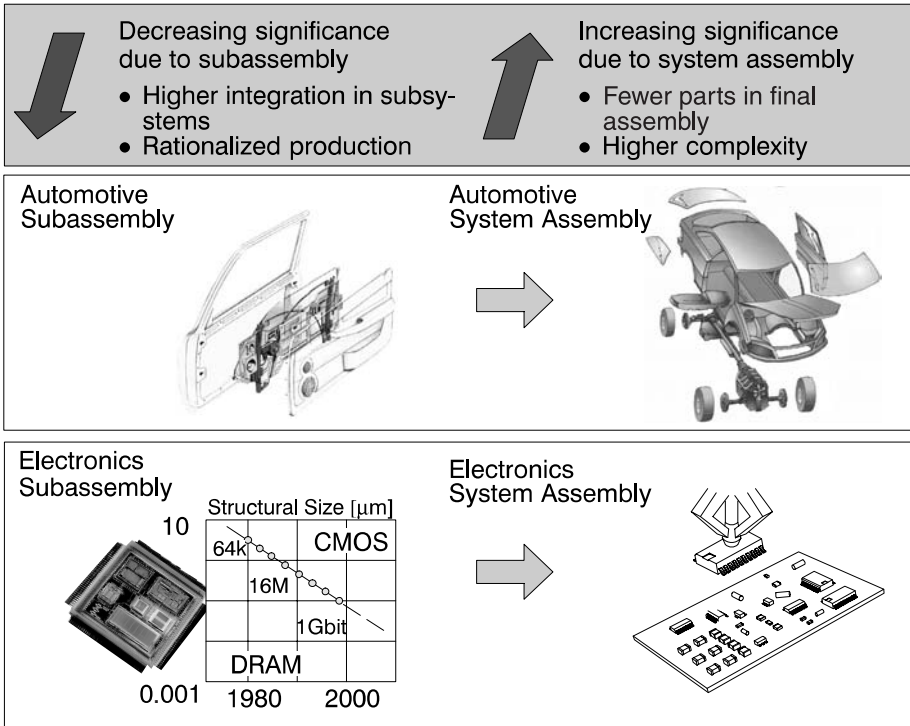 Decreasing significance
due to subassembly
• Higher integration in subsy-
stems
• Rationalized production
Increasing significance
due to system assembly
• Fewer parts in final
assembly
• Higher complexity
Automotive
Subassembly
Automotive
System Assembly
Electronics
Subassembly
Structural Size [μm]
10
64k
CMOS
16M
1Gbit
DRAM
0.001
1980
2000
Electronics
System Assembly